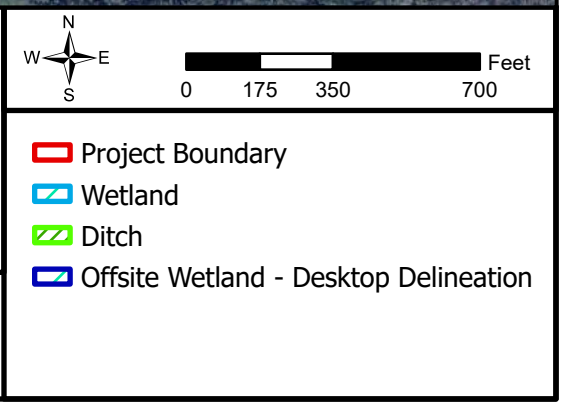 N
W E
S
Feet
0 175 350 700
Project Boundary
Wetland
Ditch
Offsite Wetland - Desktop Delineation